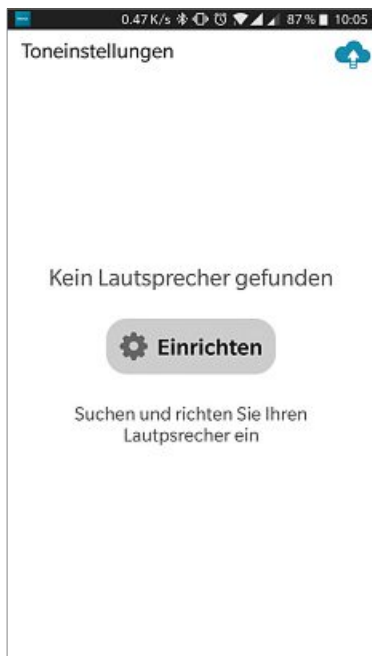 0.47 K/s 87% 10:05
Toneinstellungen
Kein Lautsprecher gefunden
Einrichten
Suchen und richten Sie Ihren
Lautpsrecher ein